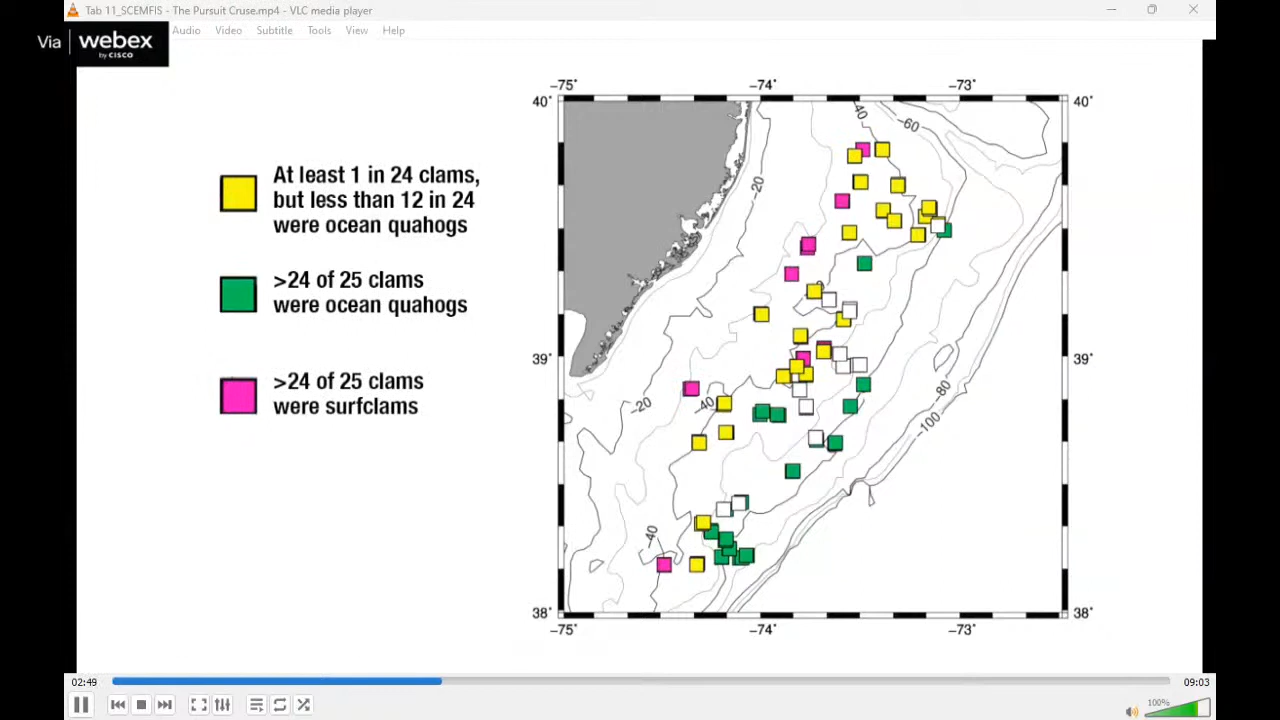 Tab 11_SCEMFIS - The Pursuit Cruse.mp4 - VLC media player
Via webex
by CISCO
Audio Video Subtitle Tools View Help
At least 1 in 24 clams,
but less than 12 in 24
were ocean quahogs
>24 of 25 clams
were ocean quahogs
>24 of 25 clams
were surfclams
−75° −74° −73°
40° 40°
40
−60
−20
39° 39°
−20
−40
−80
−100
−40
38° 38°
−75° −74° −73°
02:49 09:03
100%